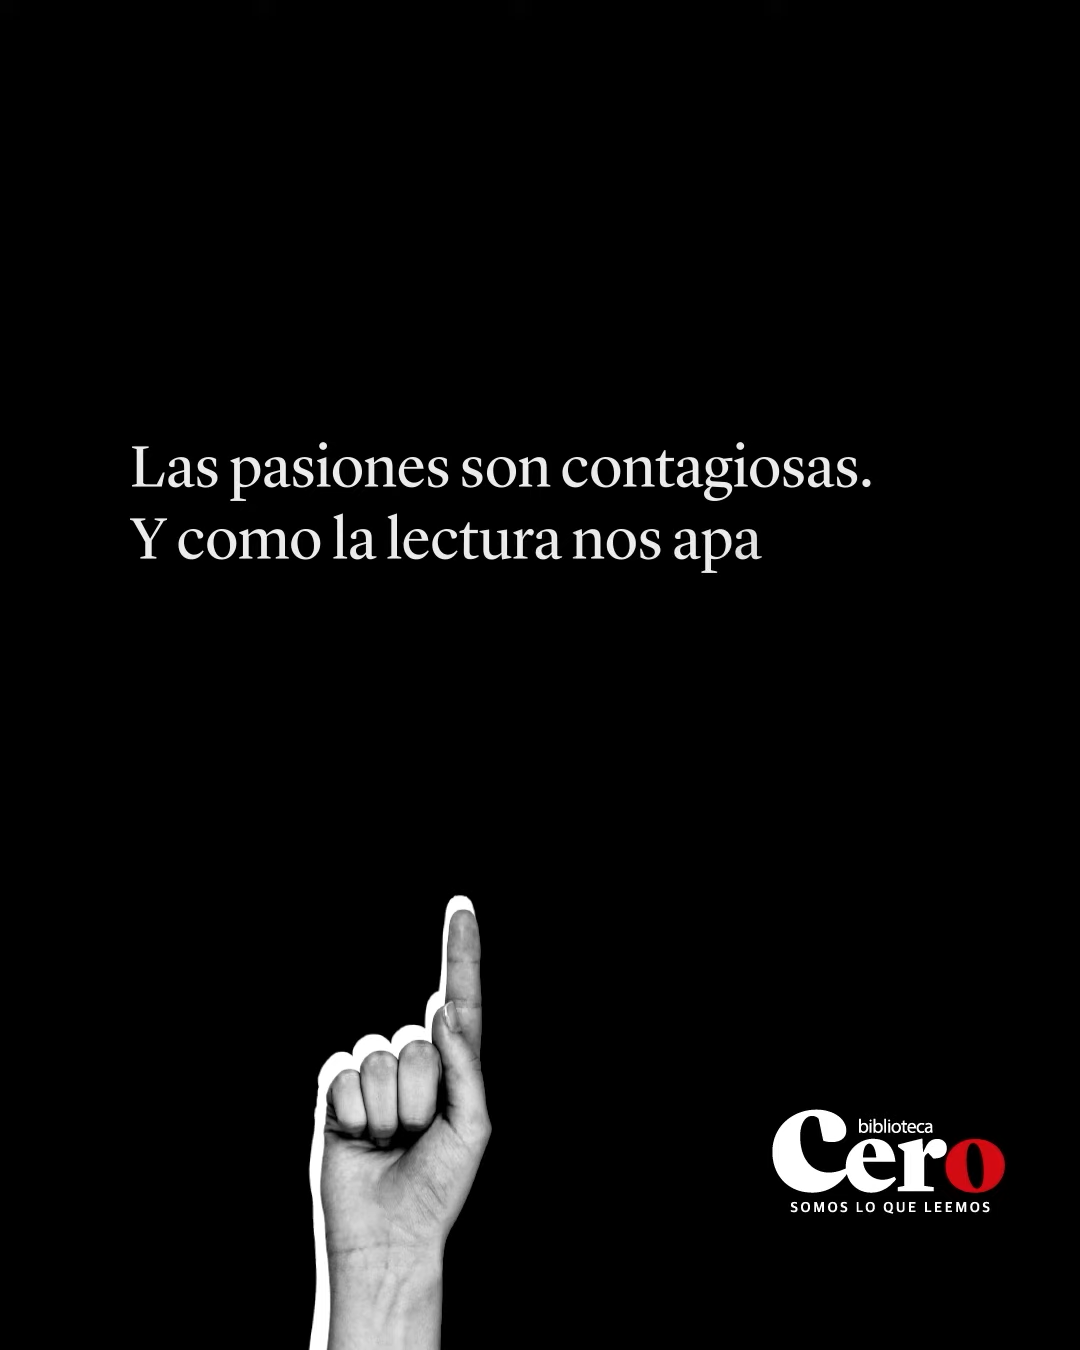 Las pasiones son contagiosas.
Y como la lectura nos apa
biblioteca
Cero
SOMOS LO QUE LEEMOS